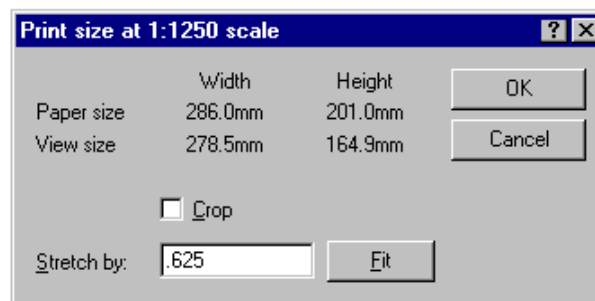 Print size at 1:1250 scale ? X
Width Height OK
Paper size 286.0mm 201.0mm
View size 278.5mm 164.9mm Cancel
Crop
Stretch by: .625 Fit